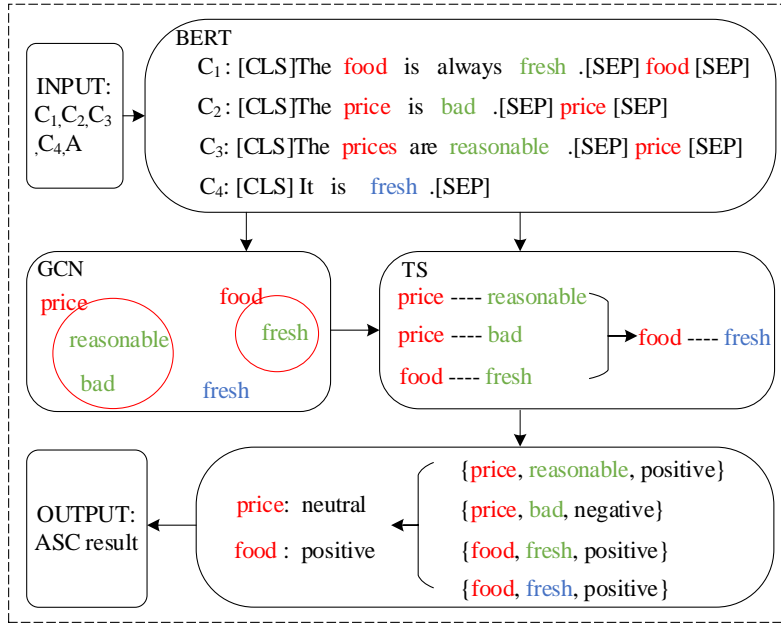 INPUT:
C1,C2,C3
,C4,A
BERT
C1: [CLS]The food is always fresh .[SEP] food [SEP]
C2: [CLS]The price is bad .[SEP] price [SEP]
C3: [CLS]The prices are reasonable .[SEP] price [SEP]
C4: [CLS] It is fresh .[SEP]
GCN
price
reasonable
bad
food
fresh
fresh
TS
price ---- reasonable
price ---- bad
food ---- fresh
food ---- fresh
{price, reasonable, positive}
{price, bad, negative}
{food, fresh, positive}
{food, fresh, positive}
price: neutral
food : positive
OUTPUT:
ASC result